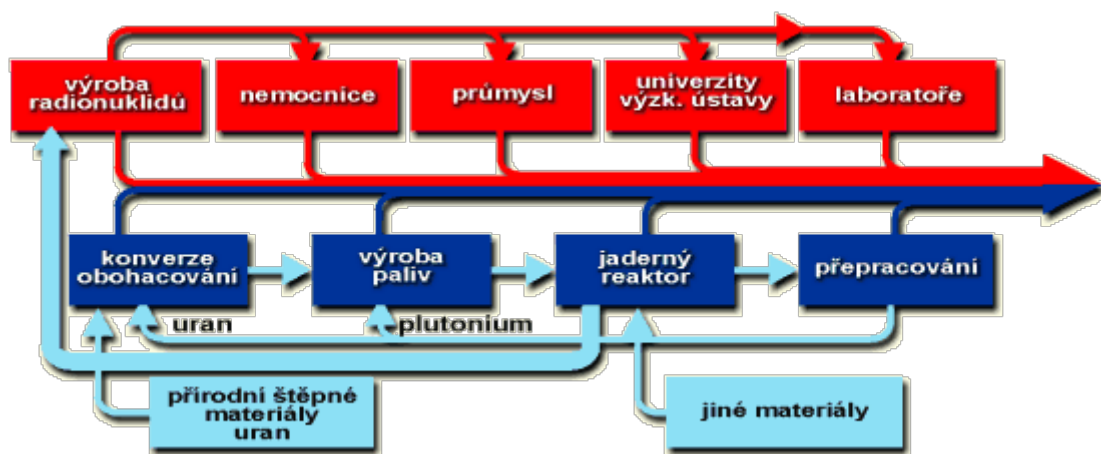 výroba
radionuklidů
nemocnice
průmysl
univerzity
výzk. ústavy
laboratoře
konverze
obohacování
výroba
paliv
jaderný
reaktor
přepracování
uran
plutonium
přírodní štěpné
materiály
uran
jiné materiály